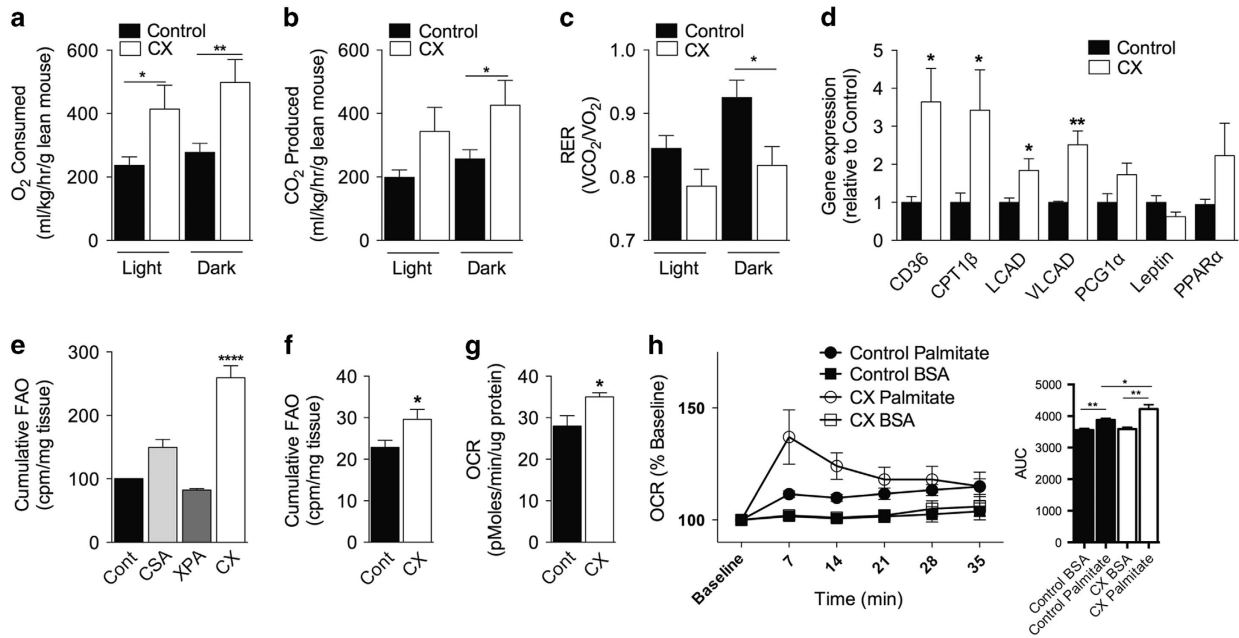 a
Control
CX
O2 Consumed
(ml/kg/hr/g lean mouse)
600
400
200
0
*
**
Light
Dark
b
Control
CX
CO2 Produced
(ml/kg/hr/g lean mouse)
600
400
200
0
*
Light
Dark
c
Control
CX
RER
(VCO2/VO2)
1.0
0.9
0.8
0.7
*
Light
Dark
d
Control
CX
Gene expression
(relative to Control)
5
4
3
2
1
0
*
*
*
**
CD36
CPT1β
LCAD
VLCAD
PCG1α
Leptin
PPARα
e
Cumulative FAO
(cpm/mg tissue)
300
200
100
0
****
Cont
CSA
XPA
CX
f
Cumulative FAO
(cpm/mg tissue)
40
30
20
10
0
*
Cont
CX
g
OCR
(pMoles/min/ug protein)
40
30
20
10
0
*
Cont
CX
h
Control Palmitate
Control BSA
CX Palmitate
CX BSA
OCR (% Baseline)
150
100
Baseline
7
14
21
28
35
Time (min)
AUC
5000
4000
3000
2000
1000
0
**
*
**
Control BSA
Control Palmitate
CX BSA
CX Palmitate